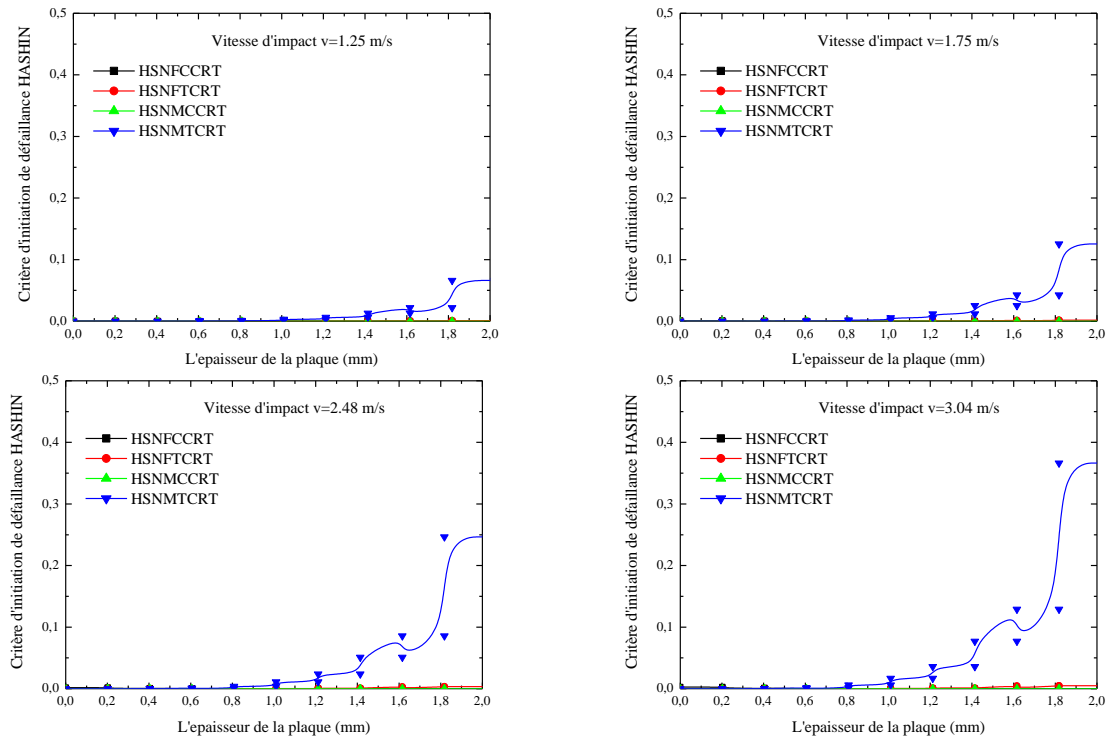 Critère d'initiation de défaillance HASHIN
0,5
0,4
0,3
0,2
0,1
0,0
Vitesse d'impact v=1.25 m/s
HSNFCCRT
HSNFTCRT
HSNMCCRT
HSNMTCRT
0,0 0,2 0,4 0,6 0,8 1,0 1,2 1,4 1,6 1,8 2,0
L'epaisseur de la plaque (mm)
Critère d'initiation de défaillance HASHIN
0,5
0,4
0,3
0,2
0,1
0,0
Vitesse d'impact v=1.75 m/s
HSNFCCRT
HSNFTCRT
HSNMCCRT
HSNMTCRT
0,0 0,2 0,4 0,6 0,8 1,0 1,2 1,4 1,6 1,8 2,0
L'epaisseur de la plaque (mm)
Critère d'initiation de défaillance HASHIN
0,5
0,4
0,3
0,2
0,1
0,0
Vitesse d'impact v=2.48 m/s
HSNFCCRT
HSNFTCRT
HSNMCCRT
HSNMTCRT
0,0 0,2 0,4 0,6 0,8 1,0 1,2 1,4 1,6 1,8 2,0
L'epaisseur de la plaque (mm)
Critère d'initiation de défaillance HASHIN
0,5
0,4
0,3
0,2
0,1
0,0
Vitesse d'impact v=3.04 m/s
HSNFCCRT
HSNFTCRT
HSNMCCRT
HSNMTCRT
0,0 0,2 0,4 0,6 0,8 1,0 1,2 1,4 1,6 1,8 2,0
L'epaisseur de la plaque (mm)